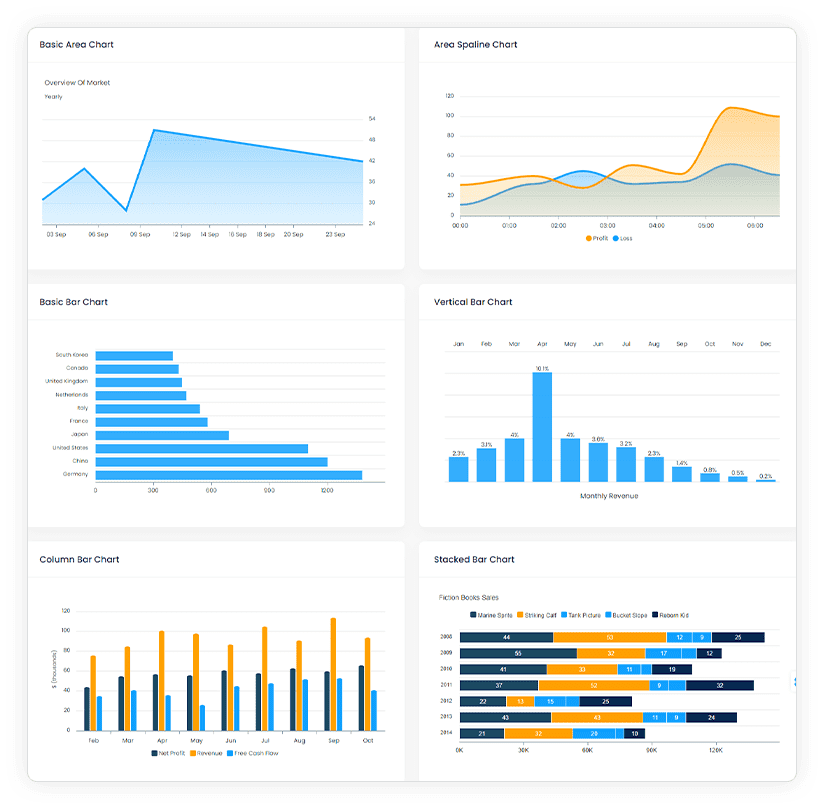 Basic Area Chart
Overview Of Market
Yearly
54
48
42
36
30
24
03 Sep 06 Sep 09 Sep 12 Sep 14 Sep 16 Sep 18 Sep 20 Sep 23 Sep
Area Spaline Chart
120
100
80
60
40
20
0
00:00 01:00 02:00 03:00 04:00 05:00 06:00
Profit Loss
Basic Bar Chart
South Korea
Canada
United Kingdom
Netherlands
Italy
France
Japan
United States
China
Germany
0 300 600 900 1200
Vertical Bar Chart
Jan Feb Mar Apr May Jun Jul Aug Sep Oct Nov Dec
2.3% 3.1% 4% 10.1% 4% 3.6% 3.2% 2.3% 1.4% 0.8% 0.5% 0.2%
Monthly Revenue
Column Bar Chart
120
100
80
60
40
20
0
$ (thousands)
Feb Mar Apr May Jun Jul Aug Sep Oct
Net Profit Revenue Free Cash Flow
Stacked Bar Chart
Fiction Books Sales
Marine Sprite Striking Calf Tank Picture Bucket Slope Reborn Kid
2008 44 53 12 9 25
2009 55 32 17 12
2010 41 33 11 19
2011 37 52 9 32
2012 22 13 15 25
2013 43 43 11 9 24
2014 21 32 20 10
0K 30K 60K 90K 120K